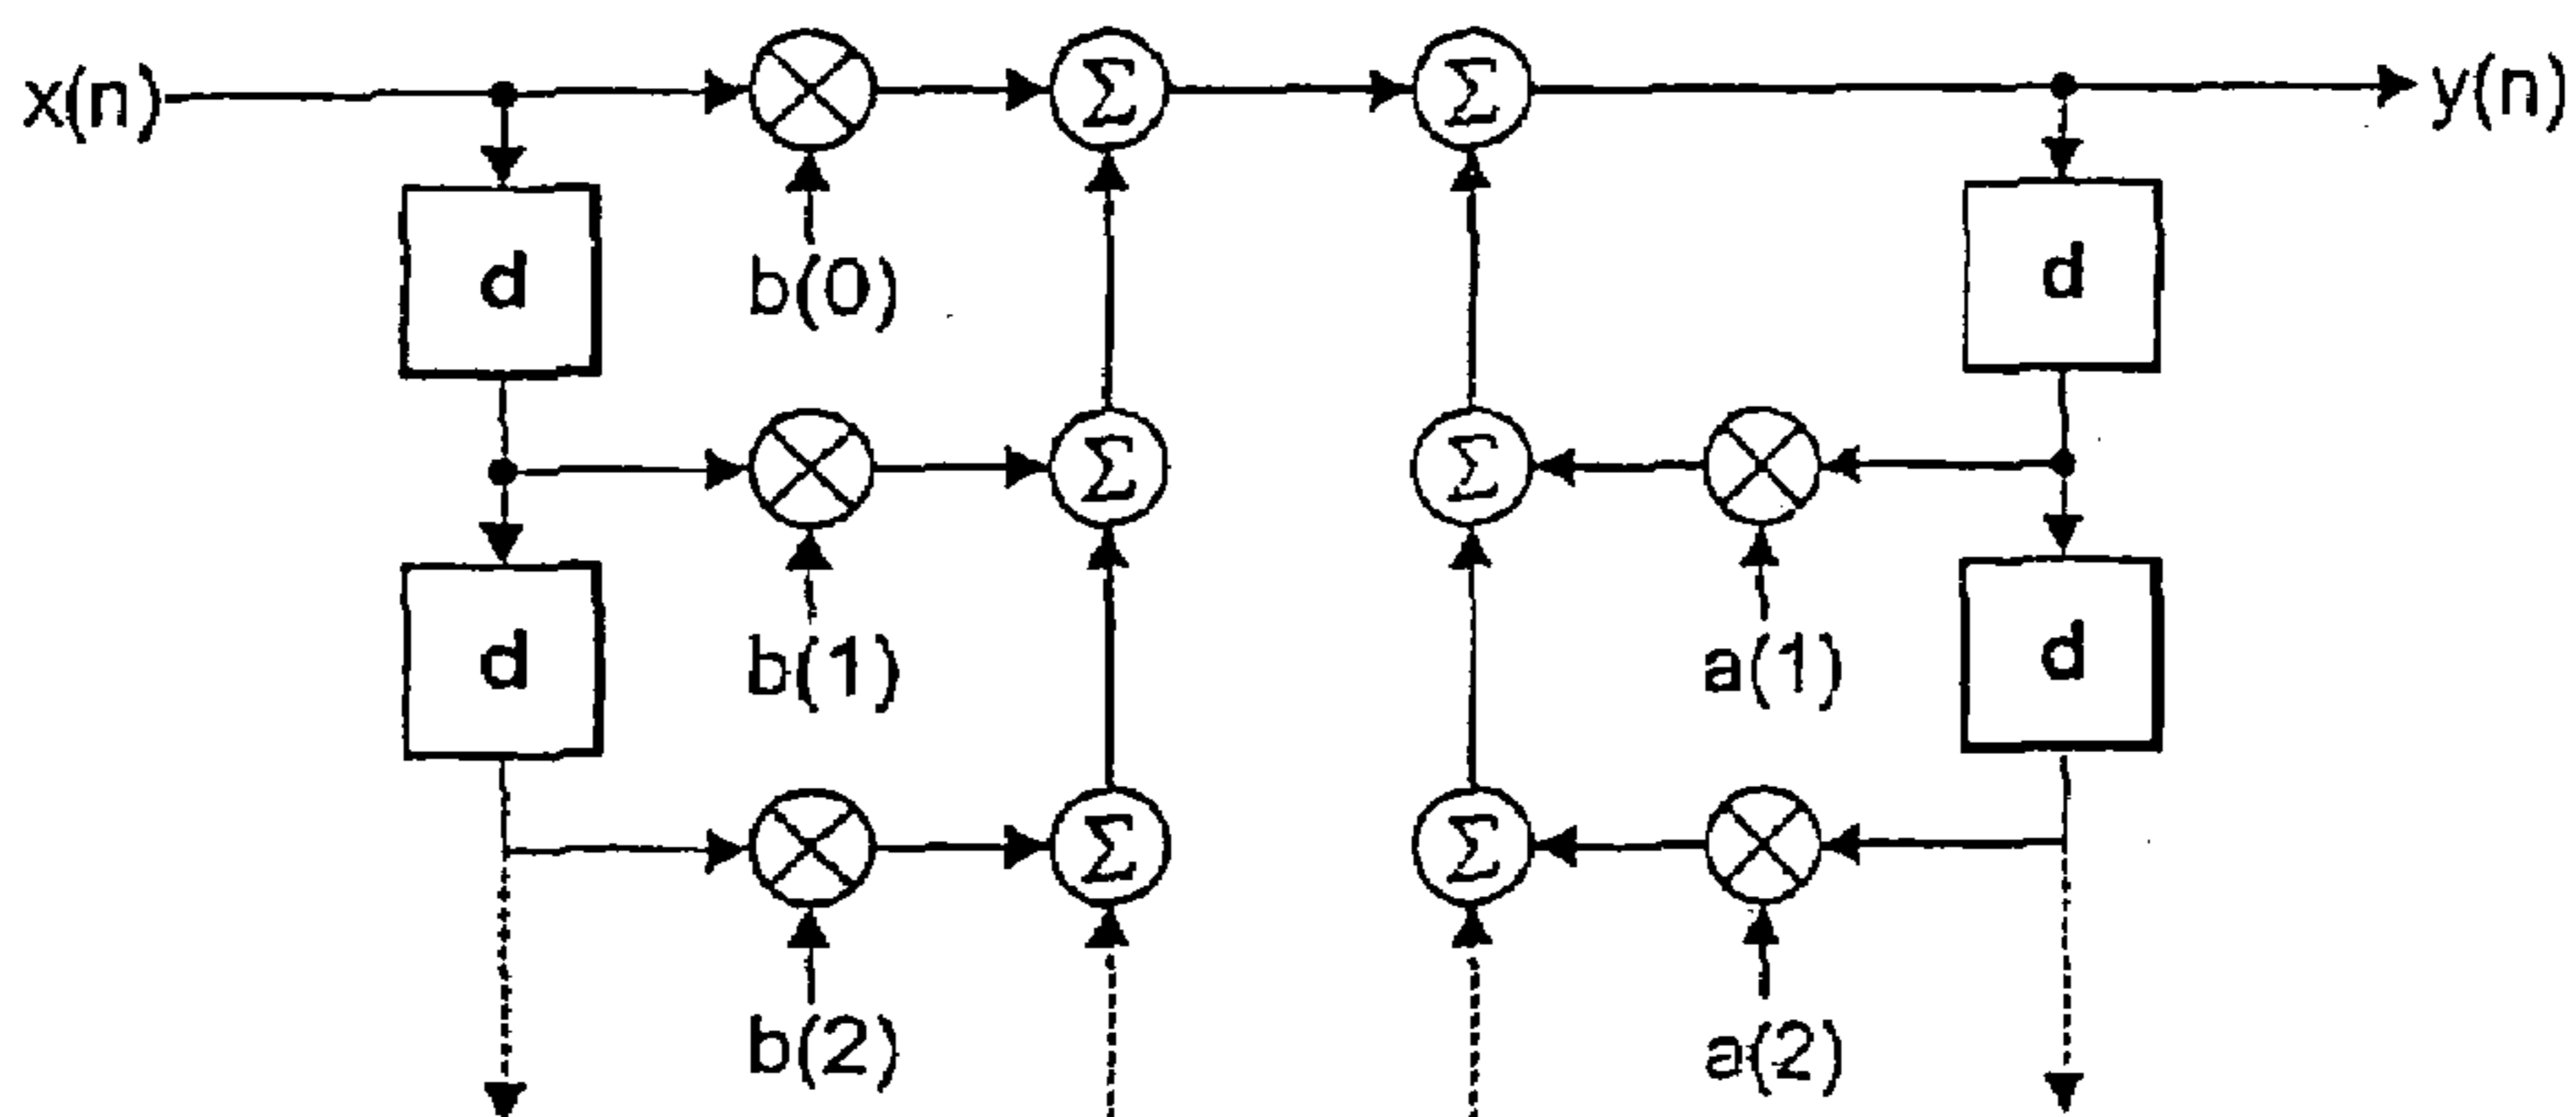 x(n) Σ Σ y(n)
d b(0) d
Σ Σ
d b(1) a(1) d
Σ Σ
b(2) a(2)